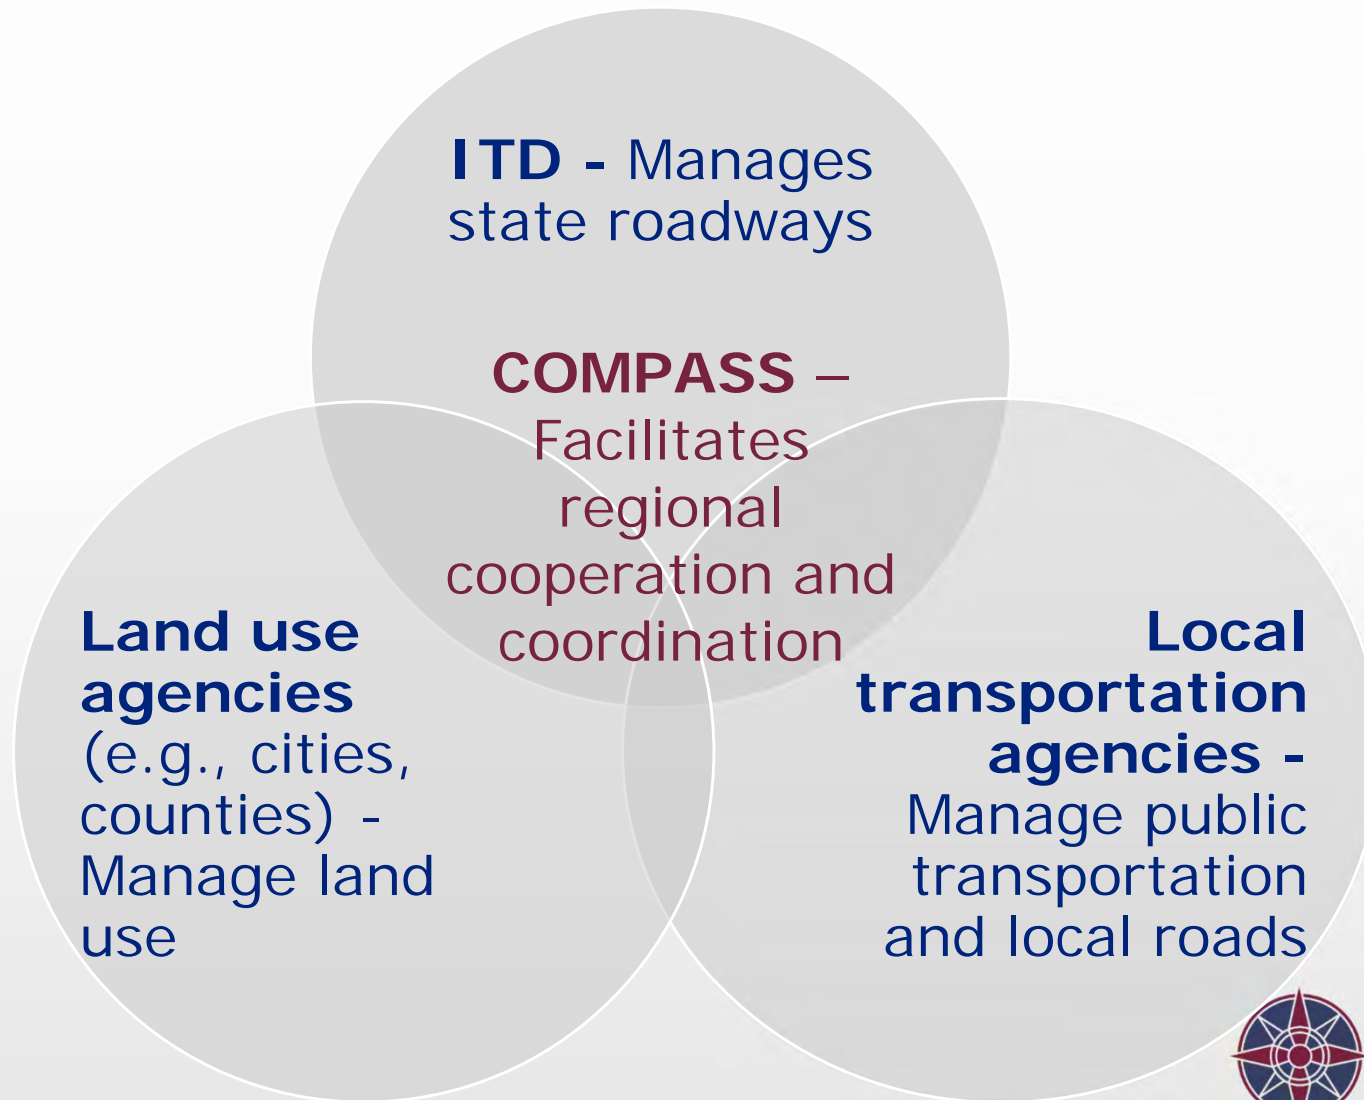 ITD - Manages
state roadways
COMPASS –
Facilitates
regional
cooperation and
coordination
Land use
agencies
(e.g., cities,
counties) -
Manage land
use
Local
transportation
agencies -
Manage public
transportation
and local roads